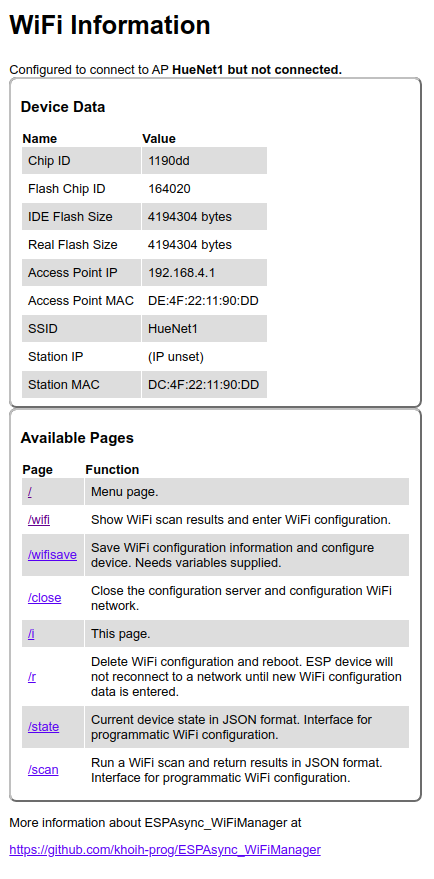 WiFi Information
Configured to connect to AP HueNet1 but not connected.
Device Data
Name Value
Chip ID 1190dd
Flash Chip ID 164020
IDE Flash Size 4194304 bytes
Real Flash Size 4194304 bytes
Access Point IP 192.168.4.1
Access Point MAC DE:4F:22:11:90:DD
SSID HueNet1
Station IP (IP unset)
Station MAC DC:4F:22:11:90:DD
Available Pages
Page Function
/ Menu page.
/wifi Show WiFi scan results and enter WiFi configuration.
/wifisave Save WiFi configuration information and configure
device. Needs variables supplied.
/close Close the configuration server and configuration WiFi
network.
/i This page.
/r Delete WiFi configuration and reboot. ESP device will
not reconnect to a network until new WiFi configuration
data is entered.
/state Current device state in JSON format. Interface for
programmatic WiFi configuration.
/scan Run a WiFi scan and return results in JSON format.
Interface for programmatic WiFi configuration.
More information about ESPAsync_WiFiManager at
https://github.com/khoih-prog/ESPAsync_WiFiManager